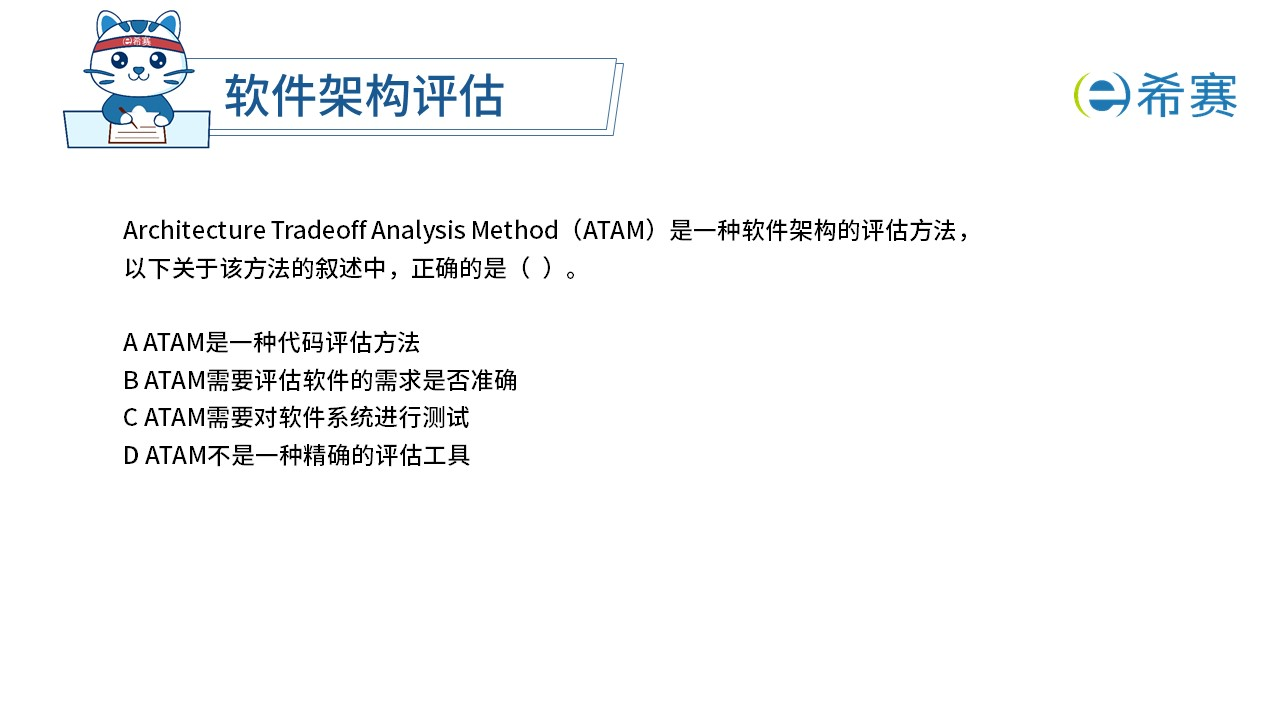 希赛
软件架构评估
希赛
Architecture Tradeoff Analysis Method（ATAM）是一种软件架构的评估方法，
以下关于该方法的叙述中，正确的是（ ）。
A ATAM是一种代码评估方法
B ATAM需要评估软件的需求是否准确
C ATAM需要对软件系统进行测试
D ATAM不是一种精确的评估工具